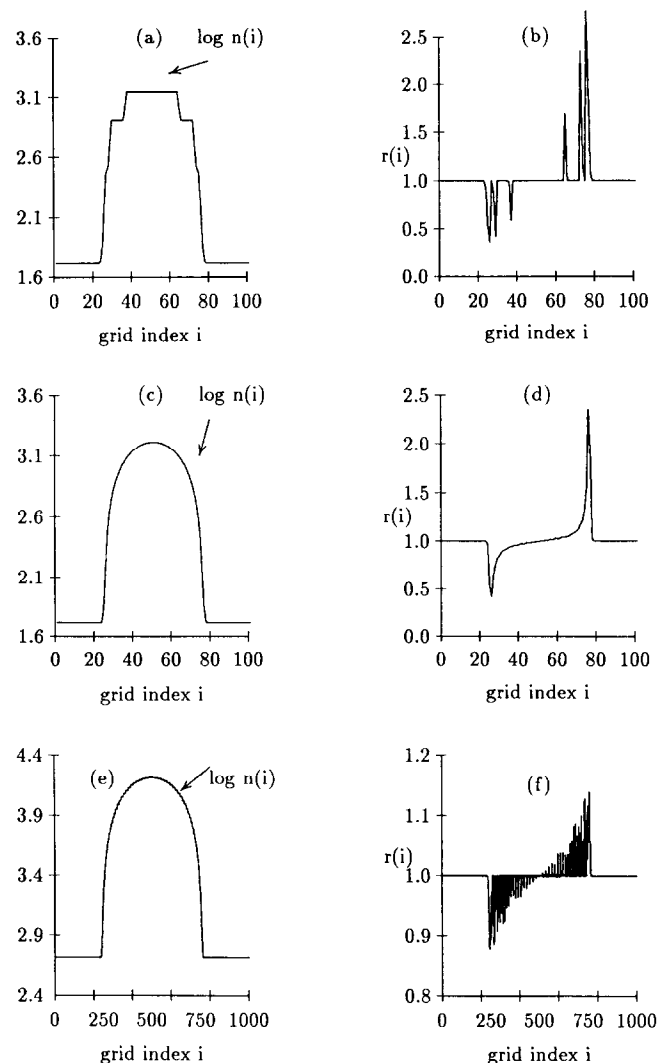 (a) log n(i)
3.6
3.1
2.6
2.1
1.6
0 20 40 60 80 100
grid index i
(b)
2.5
2.0
1.5
r(i)
1.0
0.5
0.0
0 20 40 60 80 100
grid index i
(c) log n(i)
3.6
3.1
2.6
2.1
1.6
0 20 40 60 80 100
grid index i
(d)
2.5
2.0
1.5
r(i)
1.0
0.5
0.0
0 20 40 60 80 100
grid index i
(e) log n(i)
4.4
3.9
3.4
2.9
2.4
0 250 500 750 1000
grid index i
(f)
1.2
1.1
r(i)
1.0
0.9
0.8
0 250 500 750 1000
grid index i